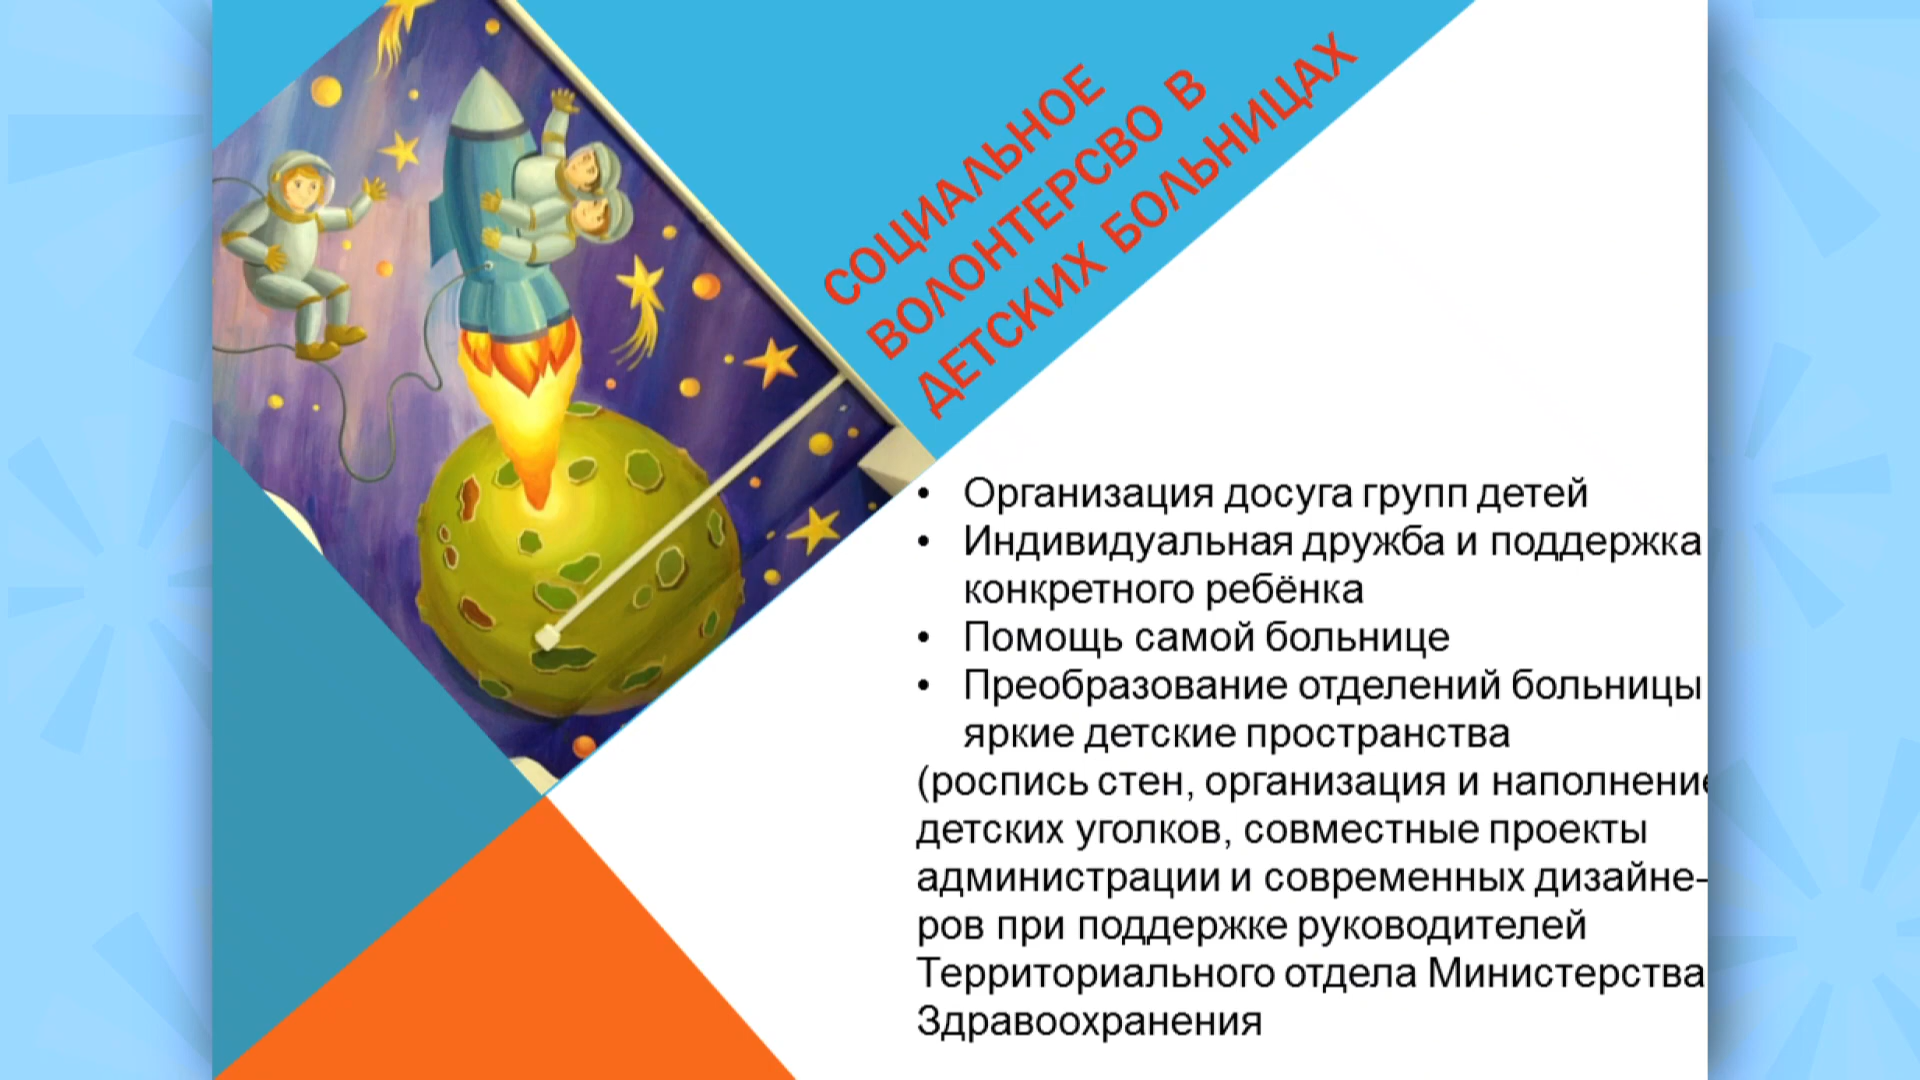 СОЦИАЛЬНОЕ
ВОЛОНТЕРСВО В
ДЕТСКИХ БОЛЬНИЦАХ
• Организация досуга групп детей
• Индивидуальная дружба и поддержка
конкретного ребёнка
• Помощь самой больнице
• Преобразование отделений больницы
яркие детские пространства
(роспись стен, организация и наполнение
детских уголков, совместные проекты
администрации и современных дизайне-
ров при поддержке руководителей
Территориального отдела Министерства
Здравоохранения